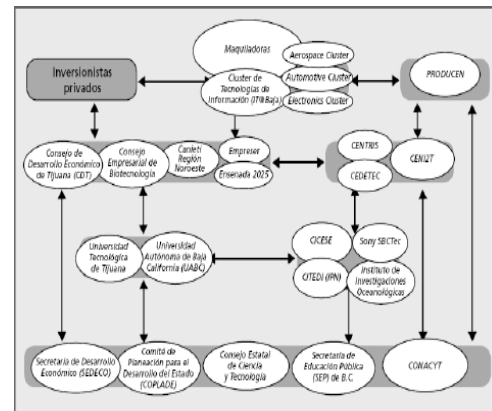 Maquiladoras
Aerospace Cluster
Inversionistas
privados
Cluster de
Tecnologías de
Información (IT@Baja)
Automotive Cluster
Electronics Cluster
PRODUCEN
Consejo de
Desarrollo Económico
de Tijuana (CDT)
Consejo
Empresarial de
Biotecnología
Canieti
Región
Noroeste
Empreser
Ensenada 2025
CENTRIS
CEDETEC
CENI2T
Universidad
Tecnológica
de Tijuana
Universidad
Autónoma de Baja
California (UABC)
CICESE
Sony SBCTec
CITEDI (IPN)
Instituto de
Investigaciones
Oceanológicas
Secretaría de Desarrollo
Económico (SEDECO)
Comité de
Planeación para el
Desarrollo del Estado
(COPLADE)
Consejo Estatal
de Ciencia
y Tecnología
Secretaría de
Educación Pública
(SEP) de B.C.
CONACYT